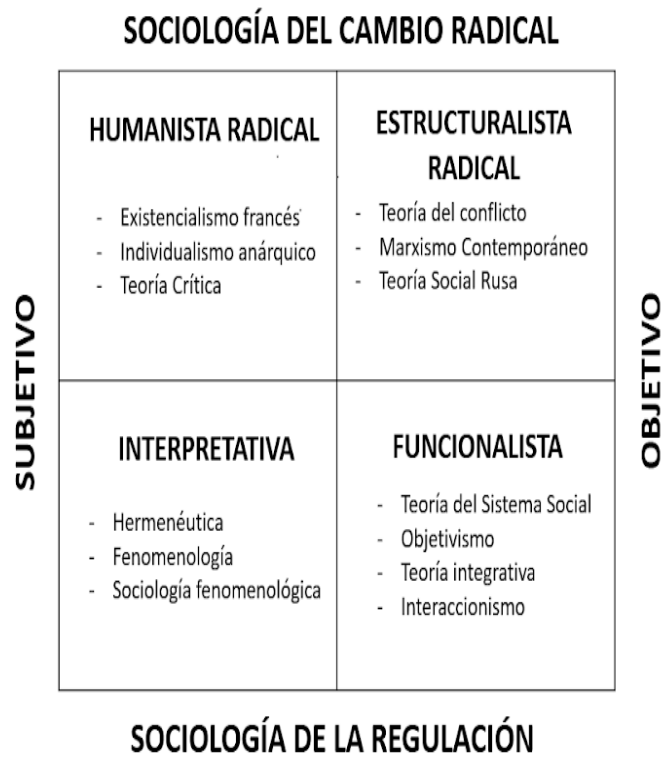 SOCIOLOGÍA DEL CAMBIO RADICAL
HUMANISTA RADICAL
- Existencialismo francés
- Individualismo anárquico
- Teoría Crítica
ESTRUCTURALISTA
RADICAL
- Teoría del conflicto
- Marxismo Contemporáneo
- Teoría Social Rusa
SUBJETIVO
OBJETIVO
INTERPRETATIVA
- Hermenéutica
- Fenomenología
- Sociología fenomenológica
FUNCIONALISTA
- Teoría del Sistema Social
- Objetivismo
- Teoría integrativa
- Interaccionismo
SOCIOLOGÍA DE LA REGULACIÓN